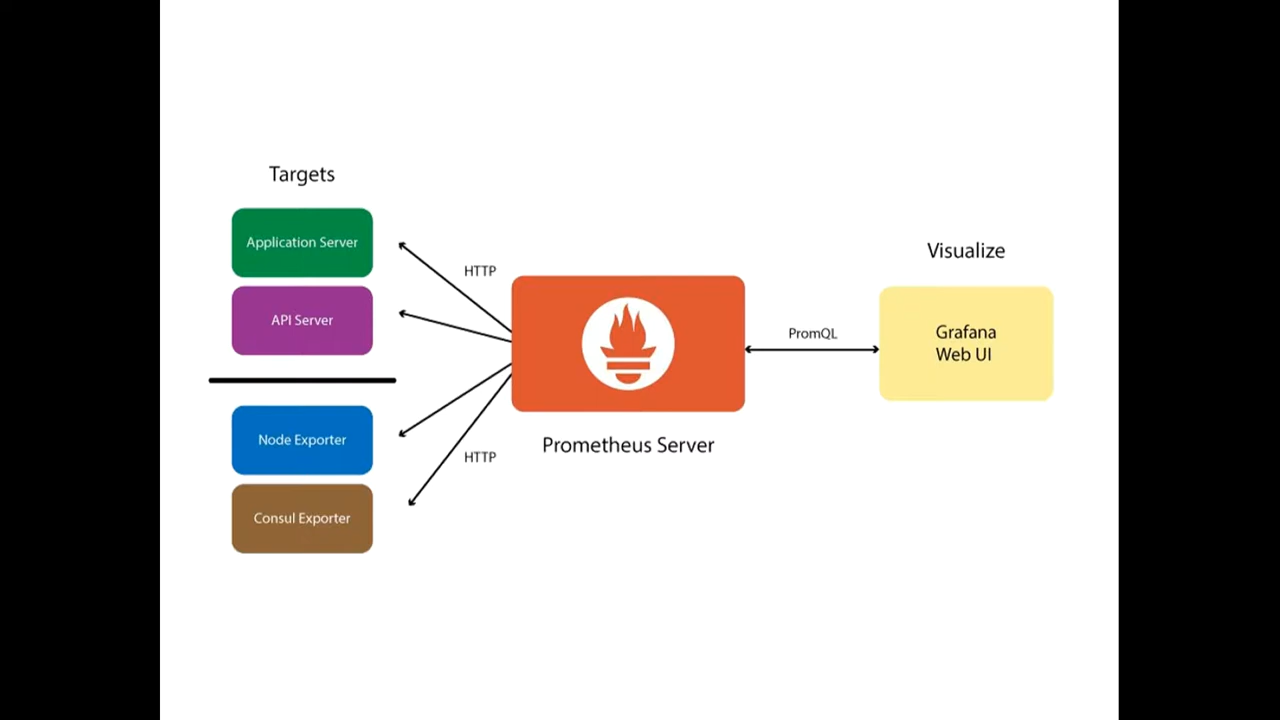 Targets
Application Server
API Server
Node Exporter
Consul Exporter
HTTP
HTTP
Prometheus Server
PromQL
Visualize
Grafana
Web UI